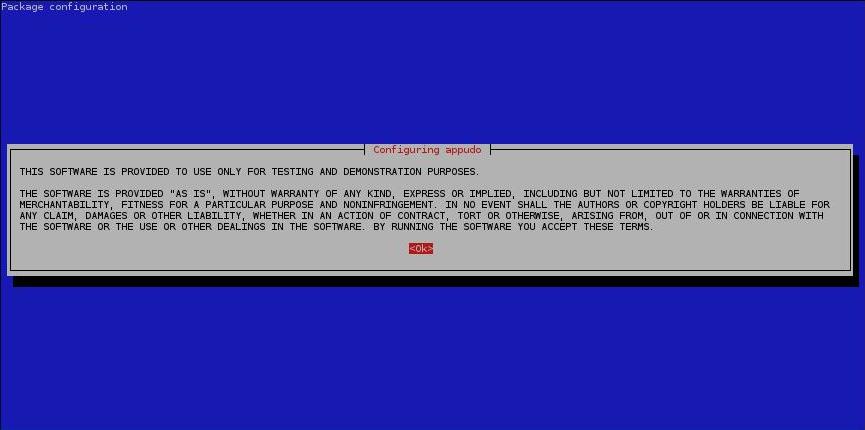 Package configuration
Configuring appudo
THIS SOFTWARE IS PROVIDED TO USE ONLY FOR TESTING AND DEMONSTRATION PURPOSES.
THE SOFTWARE IS PROVIDED "AS IS", WITHOUT WARRANTY OF ANY KIND, EXPRESS OR IMPLIED, INCLUDING BUT NOT LIMITED TO THE WARRANTIES OF
MERCHANTABILITY, FITNESS FOR A PARTICULAR PURPOSE AND NONINFRINGEMENT. IN NO EVENT SHALL THE AUTHORS OR COPYRIGHT HOLDERS BE LIABLE FOR
ANY CLAIM, DAMAGES OR OTHER LIABILITY, WHETHER IN AN ACTION OF CONTRACT, TORT OR OTHERWISE, ARISING FROM, OUT OF OR IN CONNECTION WITH
THE SOFTWARE OR THE USE OR OTHER DEALINGS IN THE SOFTWARE. BY RUNNING THE SOFTWARE YOU ACCEPT THESE TERMS.
<Ok>